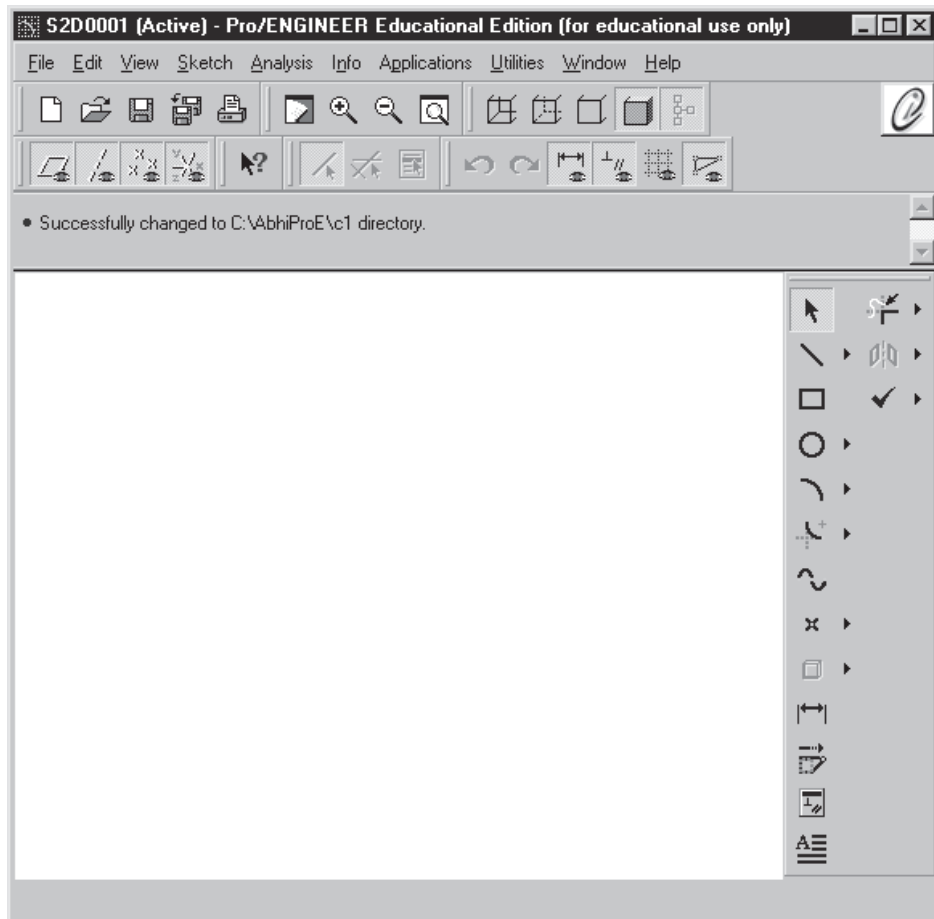 S2D0001 (Active) - Pro/ENGINEER Educational Edition (for educational use only)
File Edit View Sketch Analysis Info Applications Utilities Window Help
• Successfully changed to C:\AbhiProE\c1 directory.